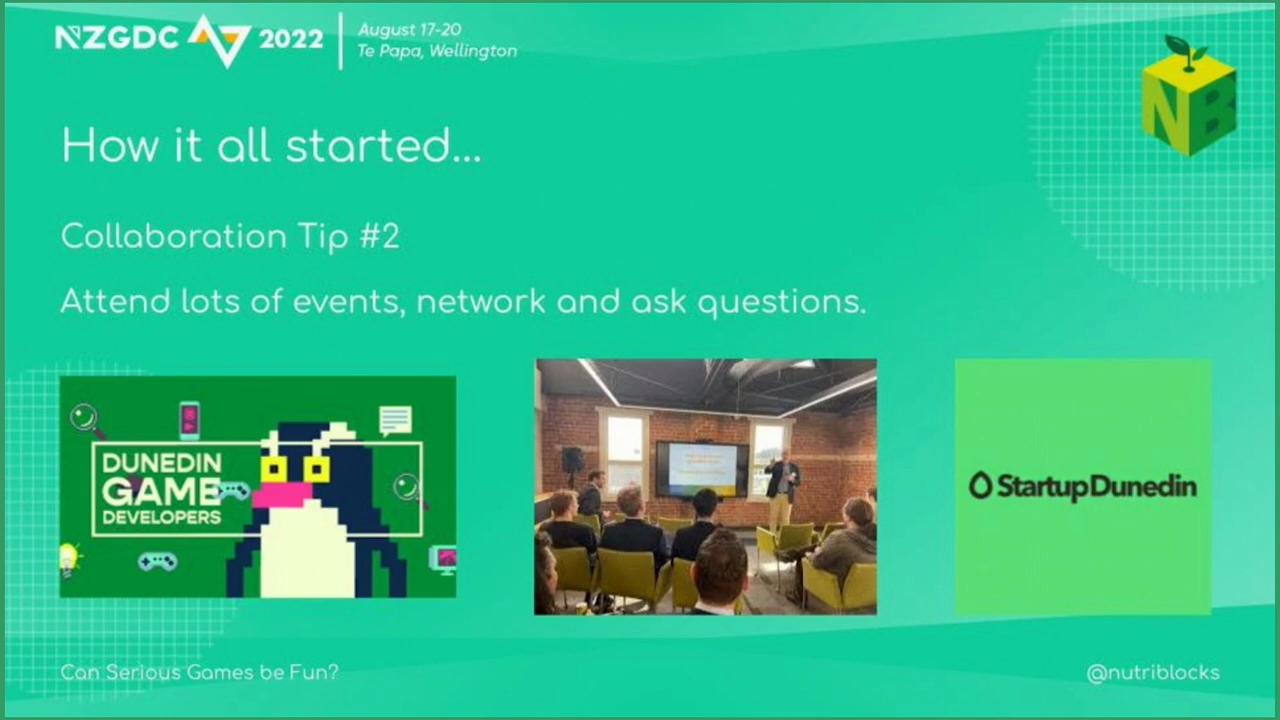 NZGDC 2022
August 17-20
Te Papa, Wellington
NB
How it all started...
Collaboration Tip #2
Attend lots of events, network and ask questions.
DUNEDIN
GAME
DEVELOPERS
StartupDunedin
Can Serious Games be Fun?
@nutriblocks